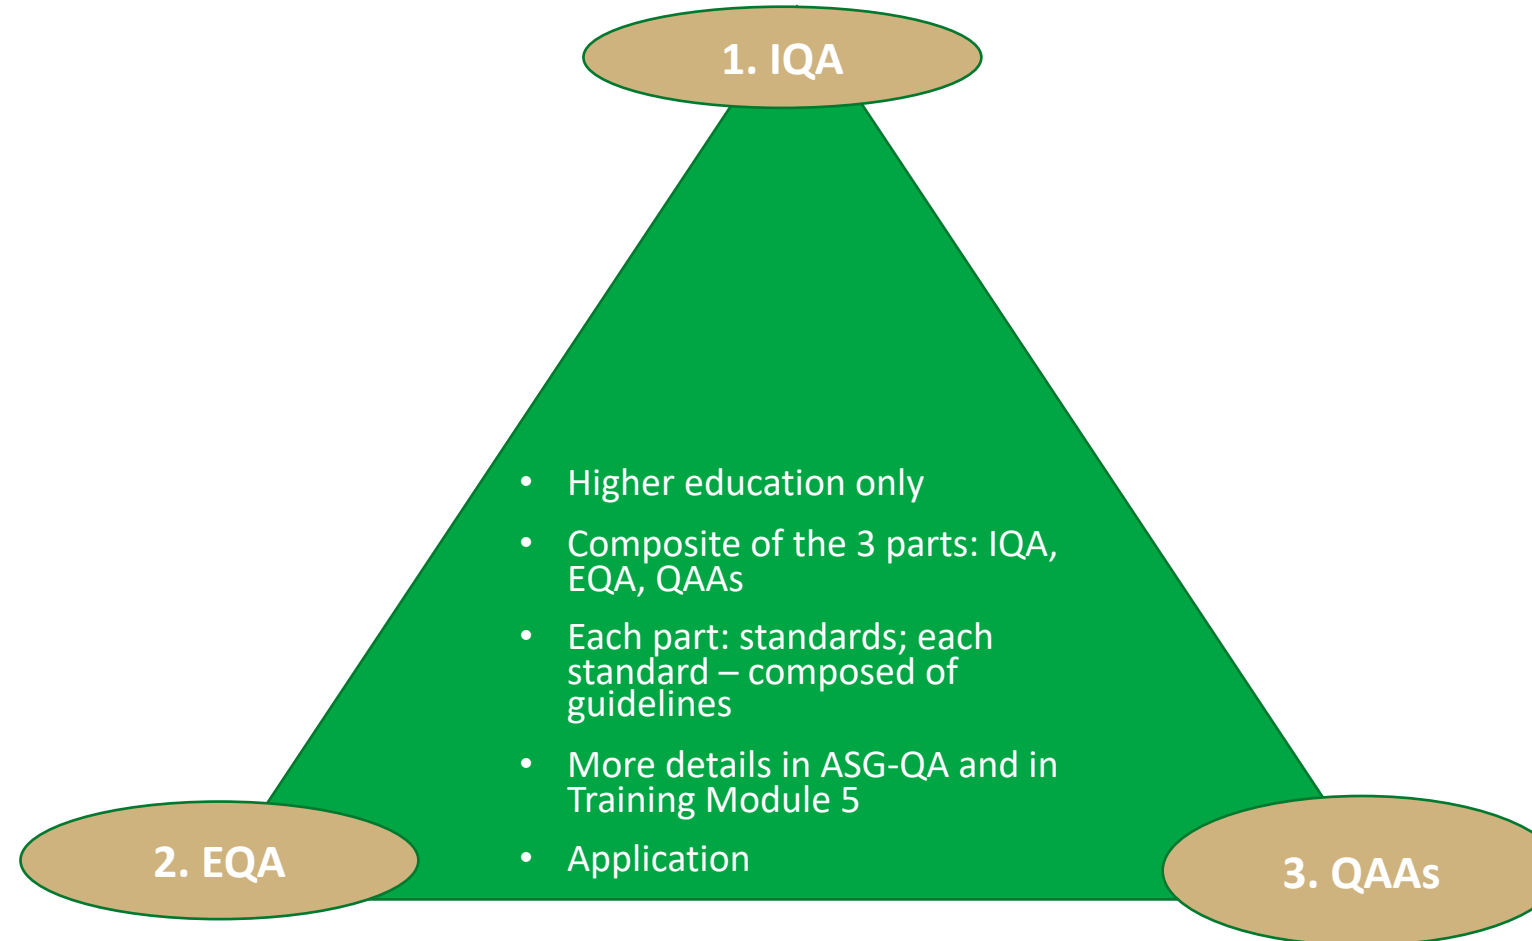 1. IQA
• Higher education only
• Composite of the 3 parts: IQA,
EQA, QAAs
• Each part: standards; each
standard – composed of
guidelines
• More details in ASG-QA and in
Training Module 5
• Application
2. EQA
3. QAAs